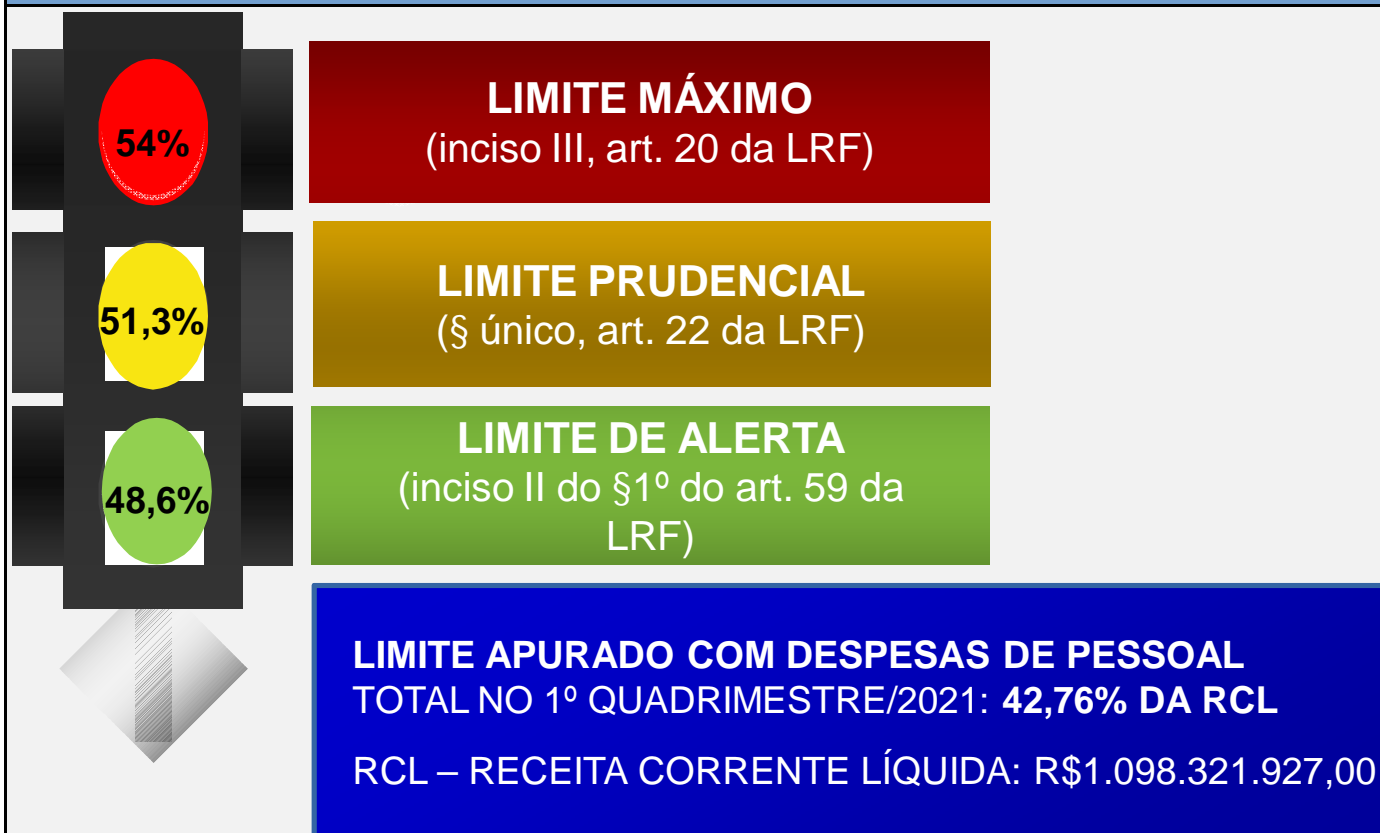 54%
LIMITE MÁXIMO
(inciso III, art. 20 da LRF)
51,3%
LIMITE PRUDENCIAL
(§ único, art. 22 da LRF)
48,6%
LIMITE DE ALERTA
(inciso II do §1º do art. 59 da
LRF)
LIMITE APURADO COM DESPESAS DE PESSOAL
TOTAL NO 1º QUADRIMESTRE/2021: 42,76% DA RCL
RCL – RECEITA CORRENTE LÍQUIDA: R$1.098.321.927,00